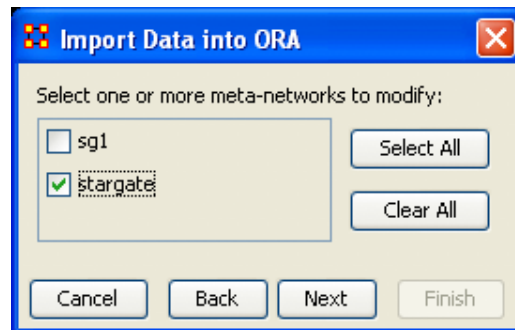 Import Data into ORA
Select one or more meta-networks to modify:
sg1
stargate
Select All
Clear All
Cancel Back Next Finish